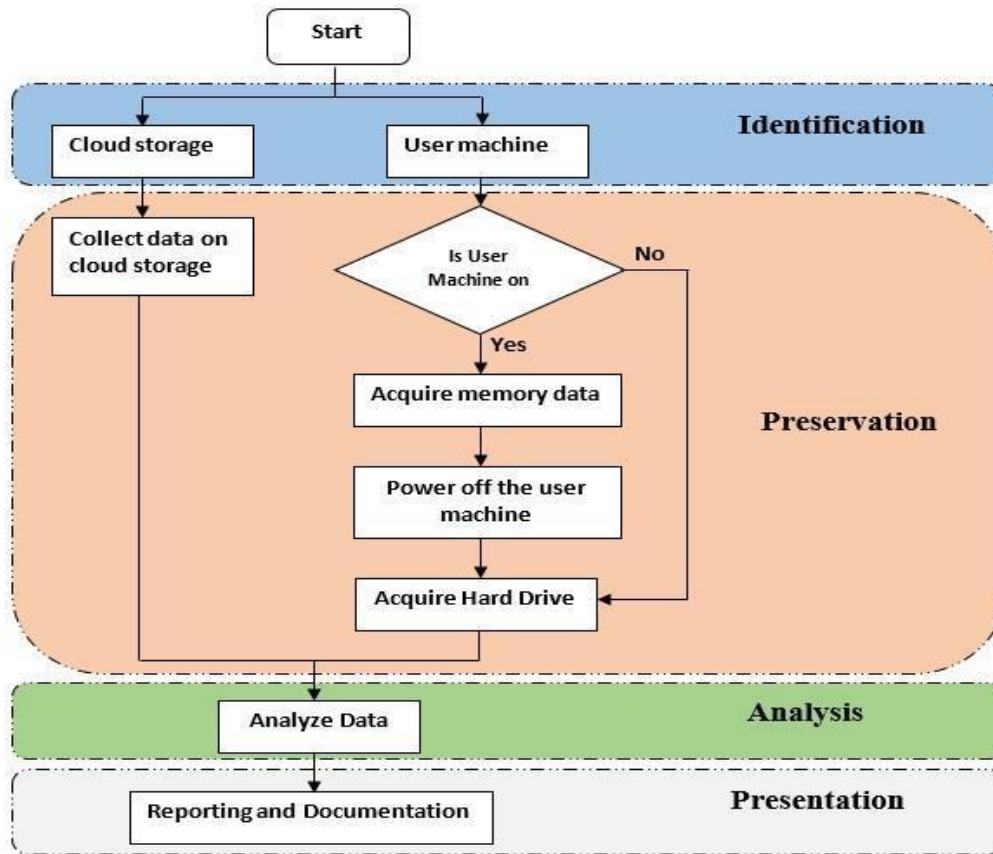 Start
Identification
Cloud storage
User machine
Collect data on
cloud storage
Is User
Machine on
No
Yes
Acquire memory data
Preservation
Power off the user
machine
Acquire Hard Drive
Analysis
Analyze Data
Presentation
Reporting and Documentation